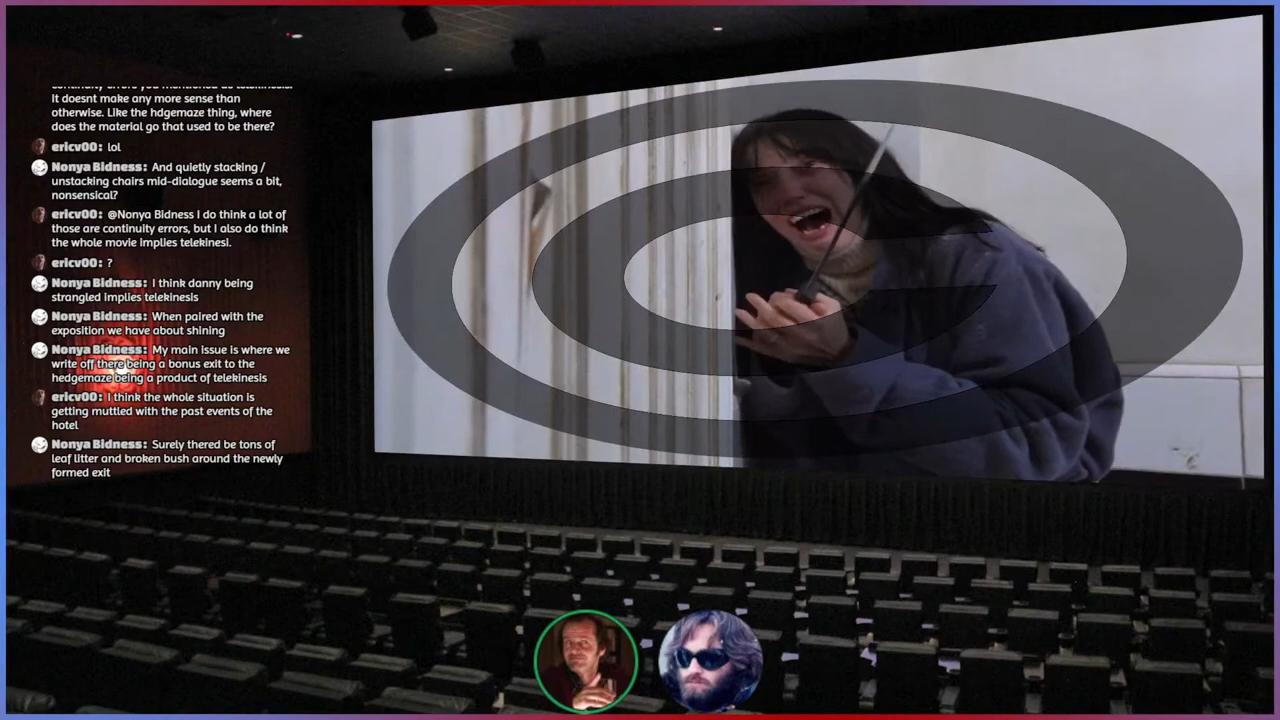 It doesnt make any more sense than
otherwise. Like the hdgemaze thing, where
does the material go that used to be there?
ericv00: lol
Nonya Bidness: And quietly stacking /
unstacking chairs mid-dialogue seems a bit,
nonsensical?
ericv00: @Nonya Bidness I do think a lot of
those are continuity errors, but I also do think
the whole movie implies telekinesi.
ericv00: ?
Nonya Bidness: I think danny being
strangled implies telekinesis
Nonya Bidness: When paired with the
exposition we have about shining
Nonya Bidness: My main issue is where we
write off there being a bonus exit to the
hedgemaze being a product of telekinesis
ericv00: I think the whole situation is
getting muttled with the past events of the
hotel
Nonya Bidness: Surely thered be tons of
leaf litter and broken bush around the newly
formed exit